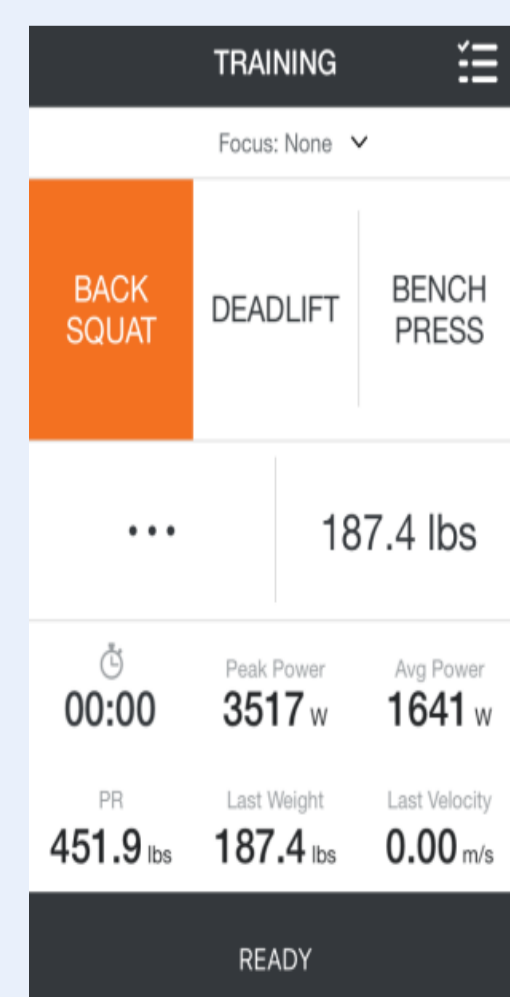 TRAINING
Focus: None
BACK
SQUAT
DEADLIFT
BENCH
PRESS
...
187.4 lbs
00:00
Peak Power
3517 W
Avg Power
1641 W
PR
451.9 lbs
Last Weight
187.4 lbs
Last Velocity
0.00 m/s
READY